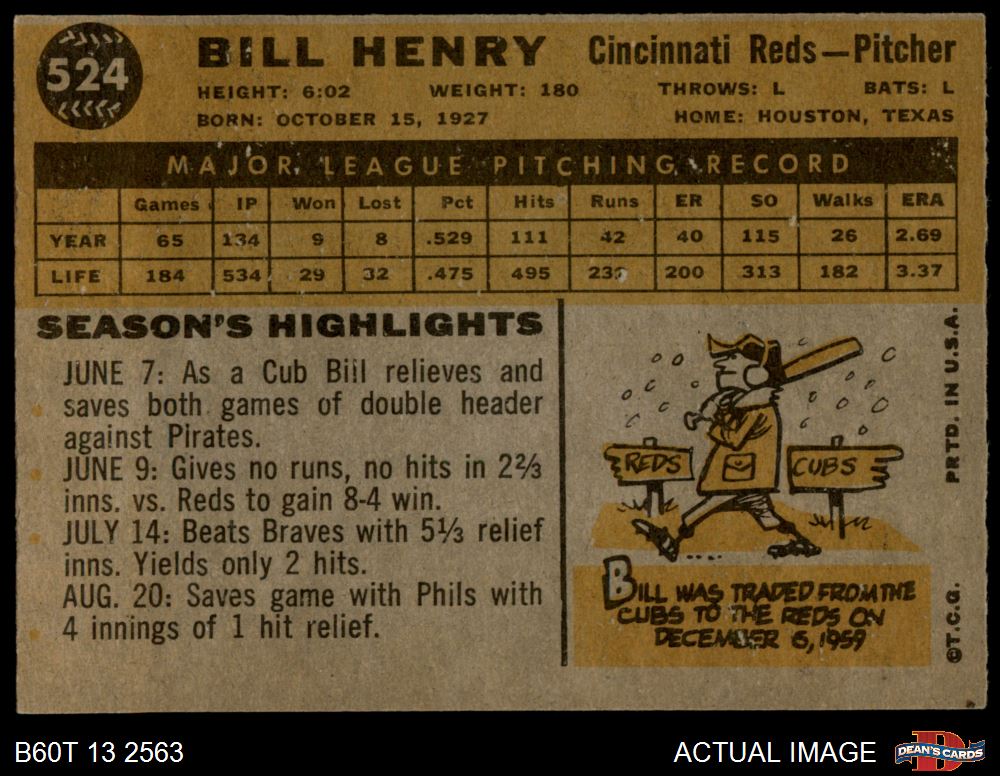 524
BILL HENRY Cincinnati Reds—Pitcher
HEIGHT: 6:02 WEIGHT: 180 THROWS: L BATS: L
BORN: OCTOBER 15, 1927 HOME: HOUSTON, TEXAS
MAJOR LEAGUE PITCHING RECORD
Games IP Won Lost Pct Hits Runs ER SO Walks ERA
YEAR 65 134 9 8 .529 111 42 40 115 26 2.69
LIFE 184 534 29 32 .475 495 200 313 182 3.37
SEASON'S HIGHLIGHTS
JUNE 7: As a Cub Bill relieves and
saves both games of double header
against Pirates.
JUNE 9: Gives no runs, no hits in 2⅔
inns. vs. Reds to gain 8-4 win.
JULY 14: Beats Braves with 5⅓ relief
inns. Yields only 2 hits.
AUG. 20: Saves game with Phils with
4 innings of 1 hit relief.
REDS
CUBS
BILL WAS TRADED FROM THE
CUBS TO THE REDS ON
DECEMBER 6, 1959
PRTD. IN U.S.A.
©T.C.G.
B60T 13 2563
ACTUAL IMAGE
DEAN'S CARDS